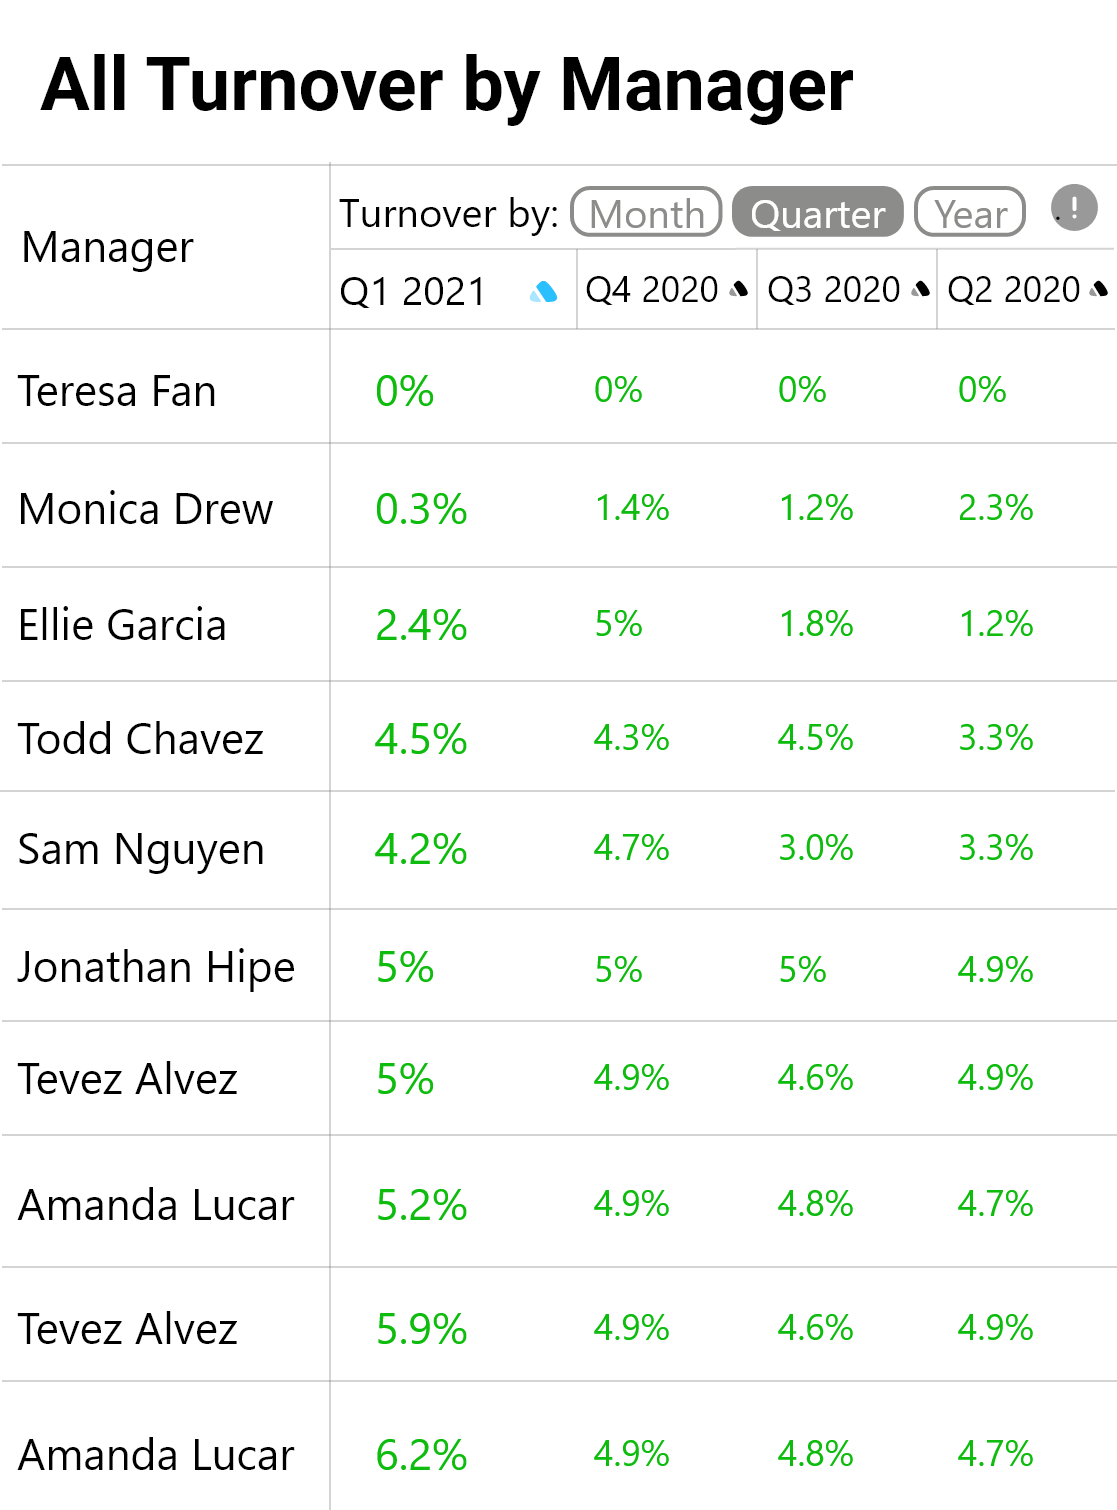 All Turnover by Manager
Manager
Turnover by: Month Quarter Year !
Q1 2021 Q4 2020 Q3 2020 Q2 2020
Teresa Fan 0% 0% 0% 0%
Monica Drew 0.3% 1.4% 1.2% 2.3%
Ellie Garcia 2.4% 5% 1.8% 1.2%
Todd Chavez 4.5% 4.3% 4.5% 3.3%
Sam Nguyen 4.2% 4.7% 3.0% 3.3%
Jonathan Hipe 5% 5% 5% 4.9%
Tevez Alvez 5% 4.9% 4.6% 4.9%
Amanda Lucar 5.2% 4.9% 4.8% 4.7%
Tevez Alvez 5.9% 4.9% 4.6% 4.9%
Amanda Lucar 6.2% 4.9% 4.8% 4.7%